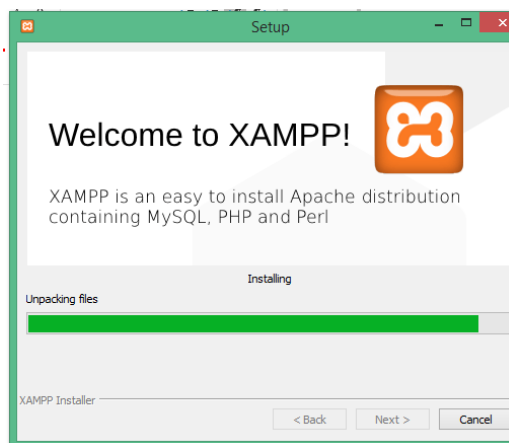 Setup
Welcome to XAMPP!
XAMPP is an easy to install Apache distribution
containing MySQL, PHP and Perl
Installing
Unpacking files
XAMPP Installer
< Back
Next >
Cancel